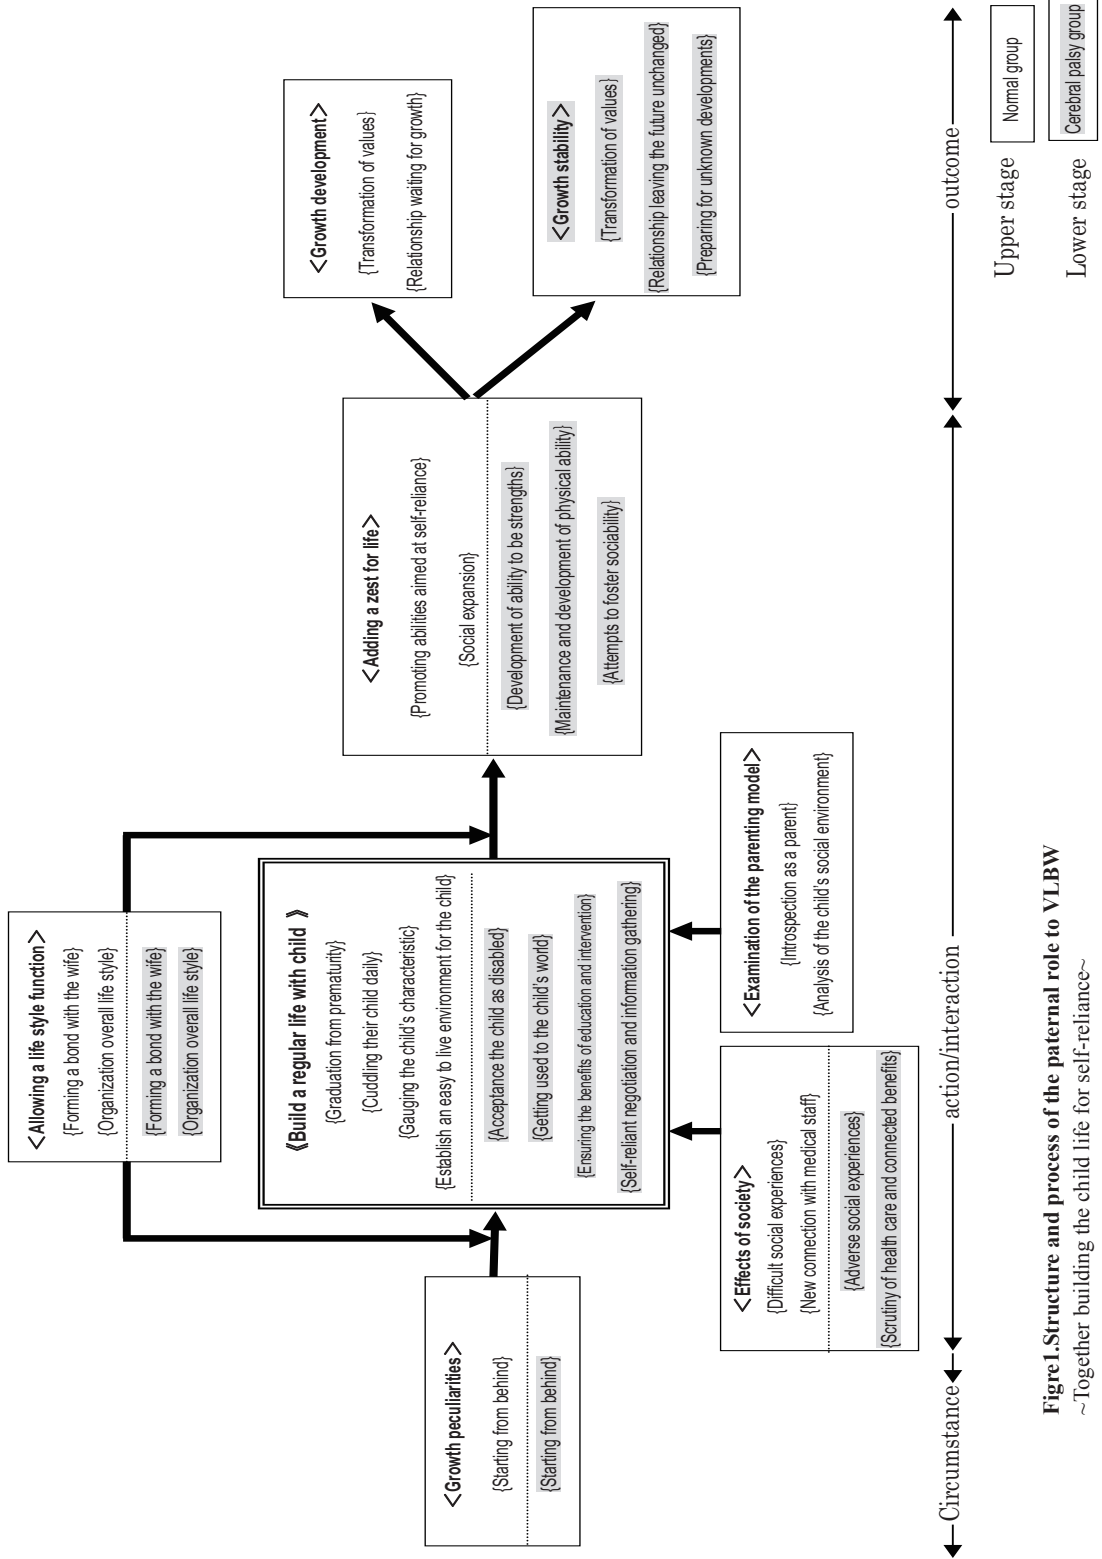 <Allowing a life style function>
{Forming a bond with the wife}
{Organization overall life style}
{Forming a bond with the wife}
{Organization overall life style}
<Growth peculiarities>
{Starting from behind}
{Starting from behind}
《Build a regular life with child 》
{Graduation from prematurity}
{Cuddling their child daily}
{Gauging the child's characteristic}
{Establish an easy to live environment for the child}
{Acceptance the child as disabled}
{Getting used to the child's world}
{Ensuring the benefits of education and intervention}
{Self-reliant negotiation and information gathering}
<Effects of society>
{Difficult social experiences}
{New connection with medical staff}
{Adverse social experiences}
{Scrutiny of health care and connected benefits}
<Examination of the parenting model>
{Introspection as a parent}
{Analysis of the child's social environment}
<Adding a zest for life>
{Promoting abilities aimed at self-reliance}
{Social expansion}
{Development of ability to be strengths}
{Maintenance and development of physical ability}
{Attempts to foster sociability}
<Growth development>
{Transformation of values}
{Relationship waiting for growth}
<Growth stability>
{Transformation of values}
{Relationship leaving the future unchanged}
{Preparing for unknown developments}
Circumstance
action/interaction
outcome
Upper stage
Normal group
Lower stage
Cerebral palsy group
Figre1.Structure and process of the paternal role to VLBW
~Together building the child life for self-reliance~